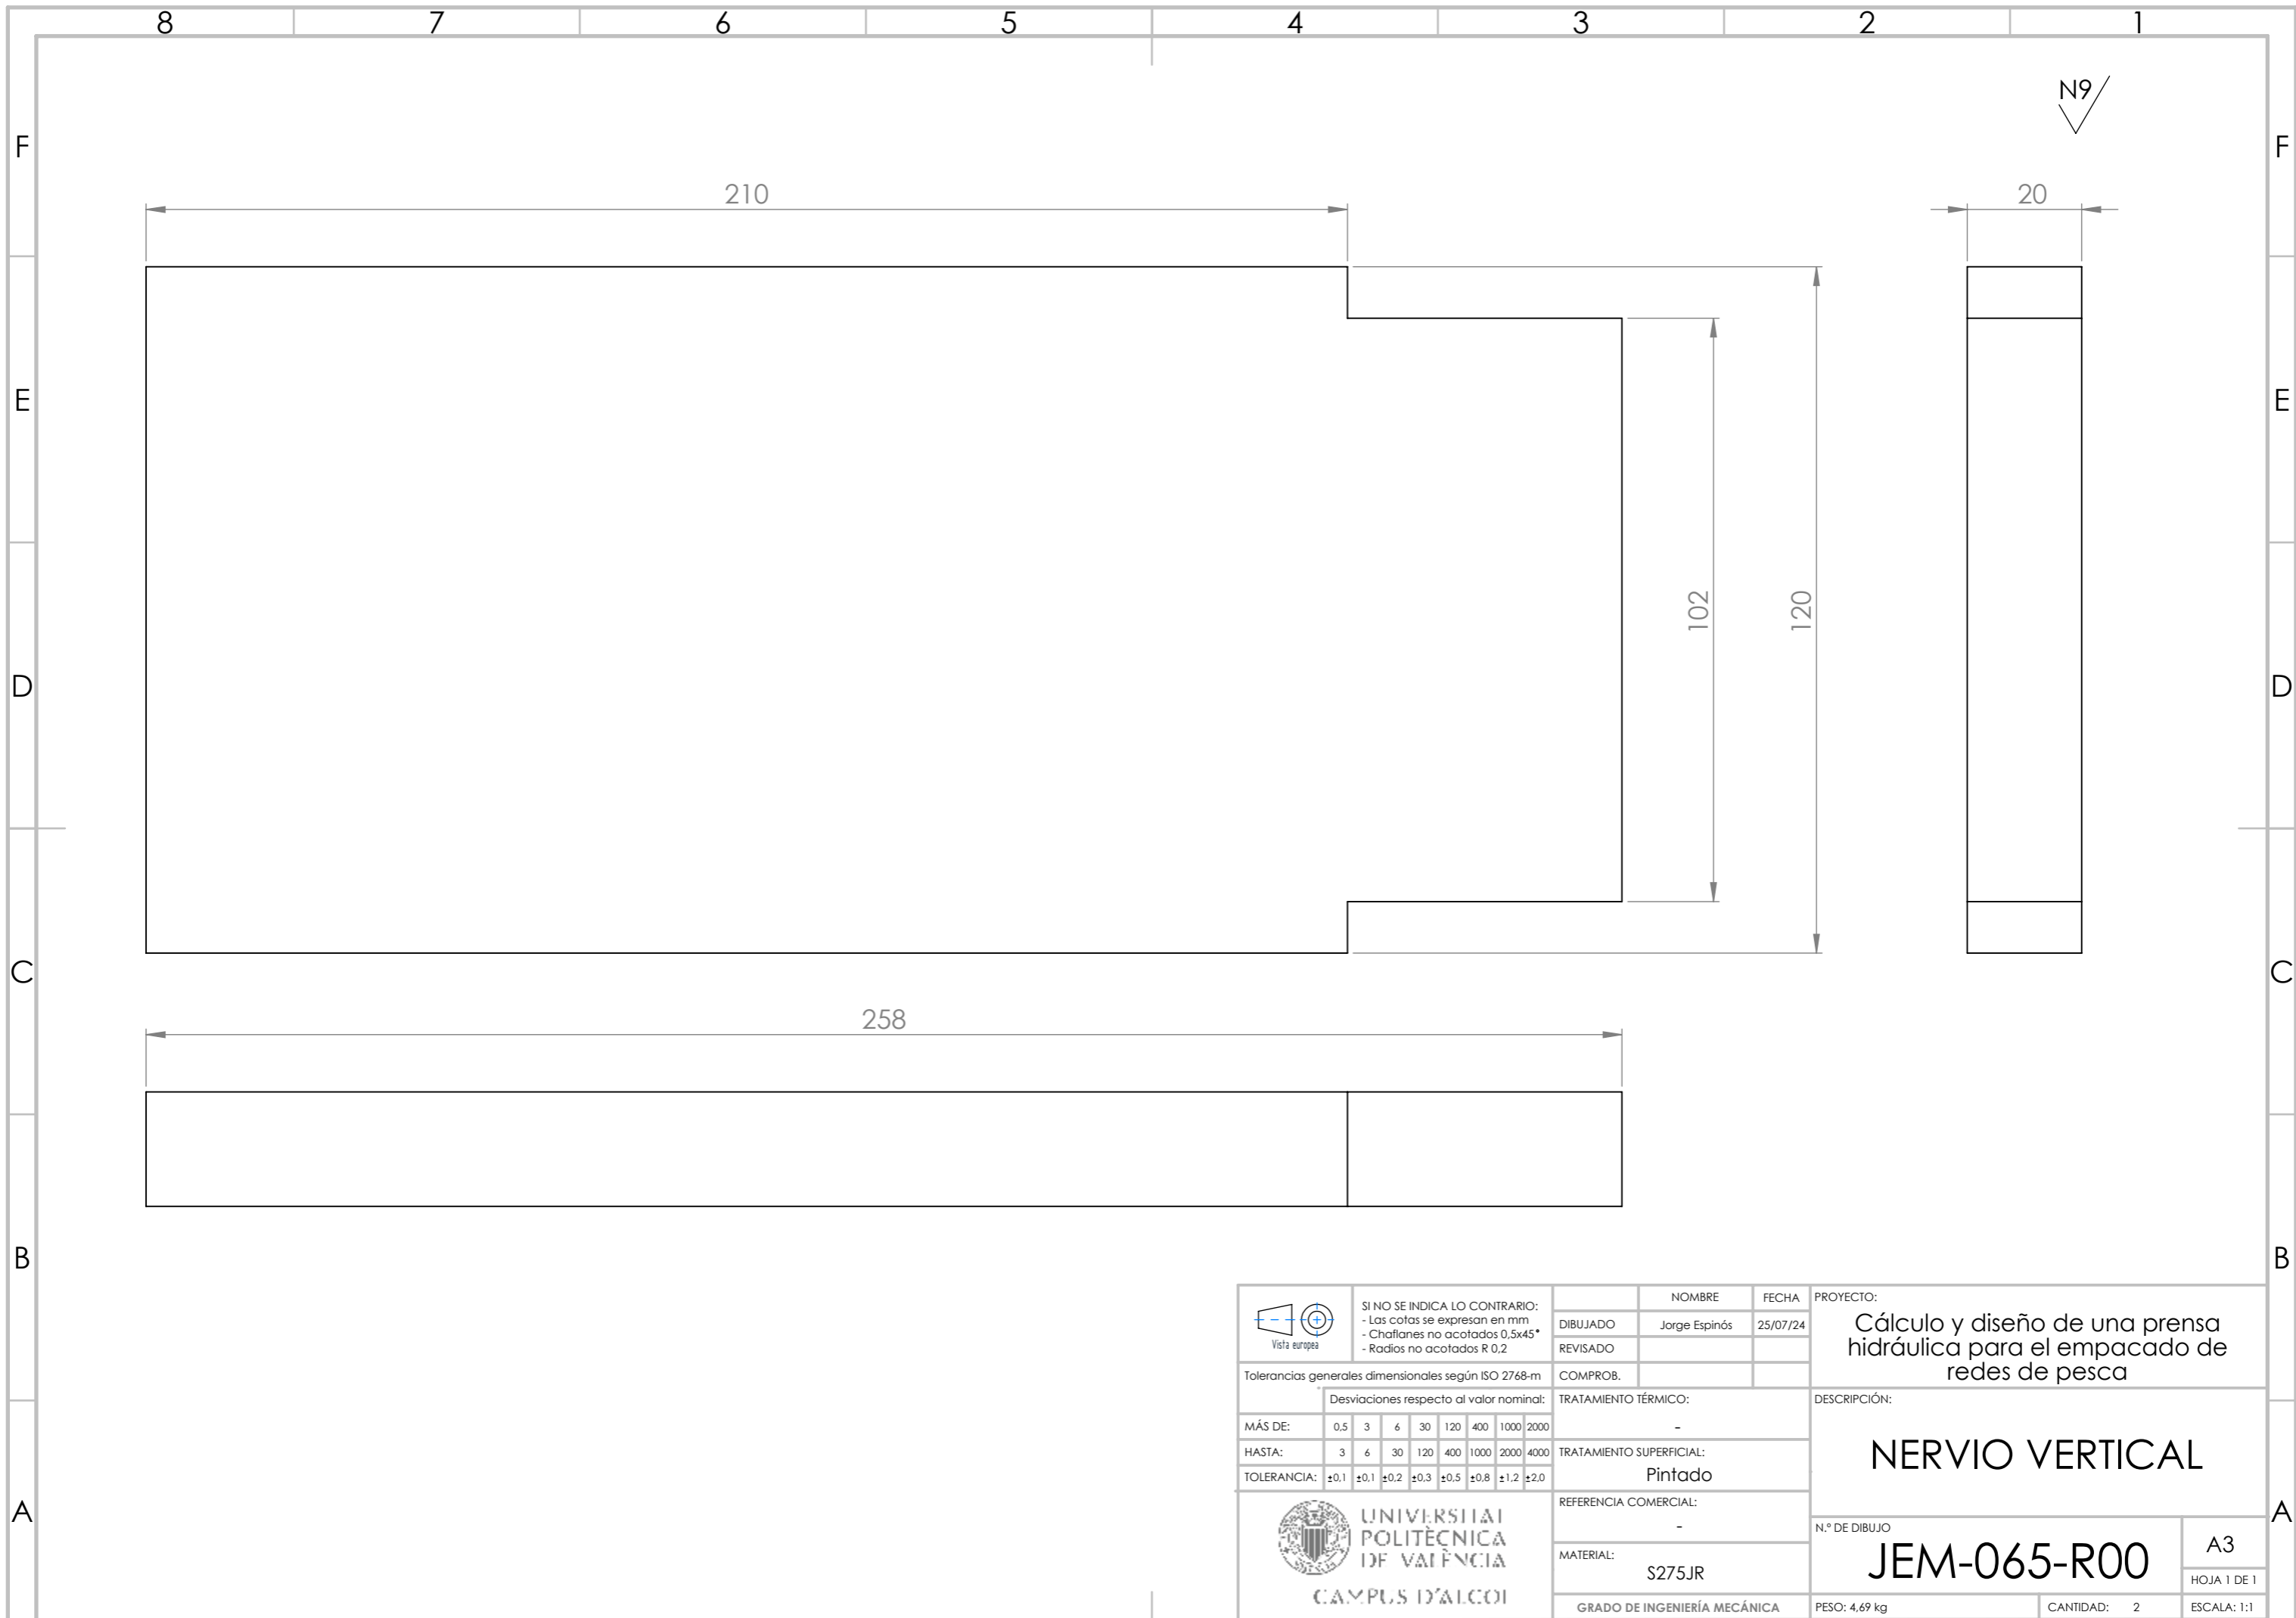 8 7 6 5 4 3 2 1
N9
F F
210
20
E E
102
120
D D
C C
258
B B
A A
Vista europea
SI NO SE INDICA LO CONTRARIO:
- Las cotas se expresan en mm
- Chaflanes no acotados 0,5x45°
- Radios no acotados R 0,2
Tolerancias generales dimensionales según ISO 2768-m
Desviaciones respecto al valor nominal:
MÁS DE: 0,5 3 6 30 120 400 1000 2000
HASTA: 3 6 30 120 400 1000 2000 4000
TOLERANCIA: ±0,1 ±0,1 ±0,2 ±0,3 ±0,5 ±0,8 ±1,2 ±2,0
UNIVERSITAT
POLITÈCNICA
DE VALÈNCIA
CAMPUS D'ALCOI
NOMBRE FECHA
DIBUJADO Jorge Espinós 25/07/24
REVISADO
COMPROB.
TRATAMIENTO TÉRMICO:
-
TRATAMIENTO SUPERFICIAL:
Pintado
REFERENCIA COMERCIAL:
-
MATERIAL:
S275JR
GRADO DE INGENIERÍA MECÁNICA
PROYECTO:
Cálculo y diseño de una prensa
hidráulica para el empacado de
redes de pesca
DESCRIPCIÓN:
NERVIO VERTICAL
N.º DE DIBUJO
JEM-065-R00
A3
HOJA 1 DE 1
PESO: 4,69 kg
CANTIDAD: 2
ESCALA: 1:1